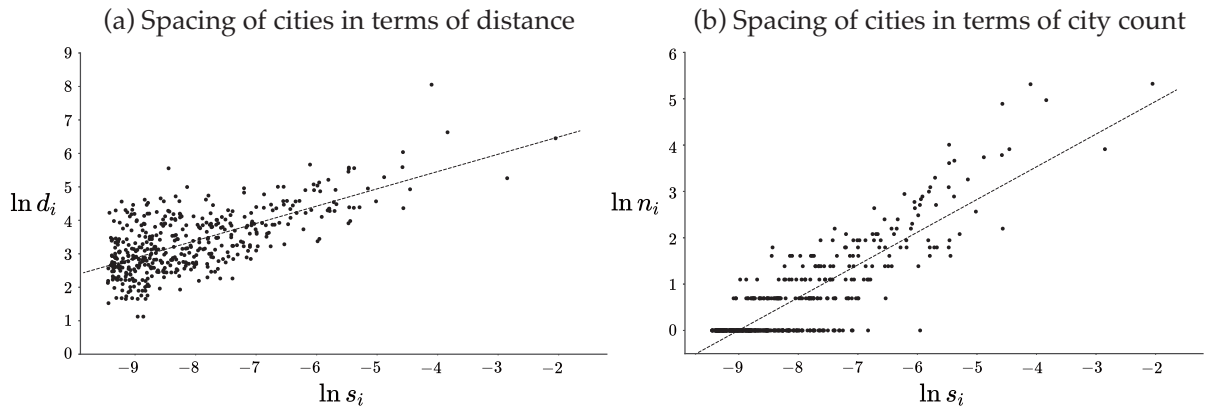 (a) Spacing of cities in terms of distance
9
8
7
6
5
4
3
2
1
0
ln d_i
−9 −8 −7 −6 −5 −4 −3 −2
ln s_i
(b) Spacing of cities in terms of city count
6
5
4
3
2
1
0
ln n_i
−9 −8 −7 −6 −5 −4 −3 −2
ln s_i